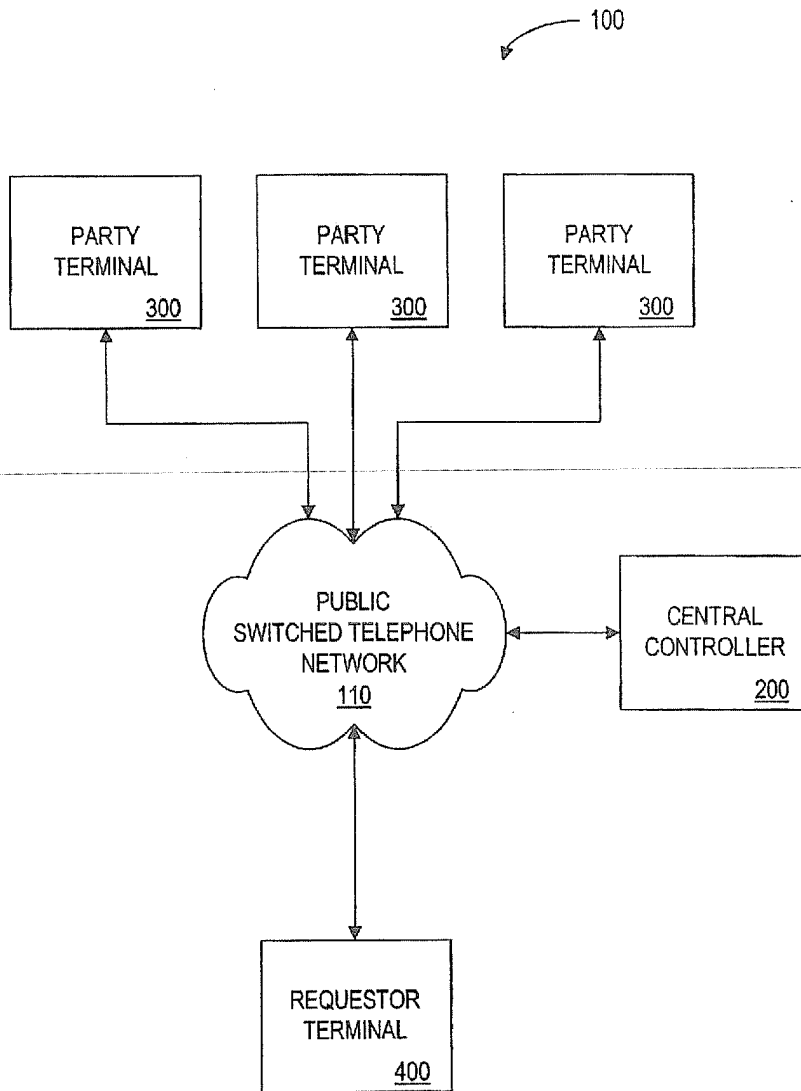 100
PARTY
TERMINAL
300
PARTY
TERMINAL
300
PARTY
TERMINAL
300
PUBLIC
SWITCHED TELEPHONE
NETWORK
110
CENTRAL
CONTROLLER
200
REQUESTOR
TERMINAL
400